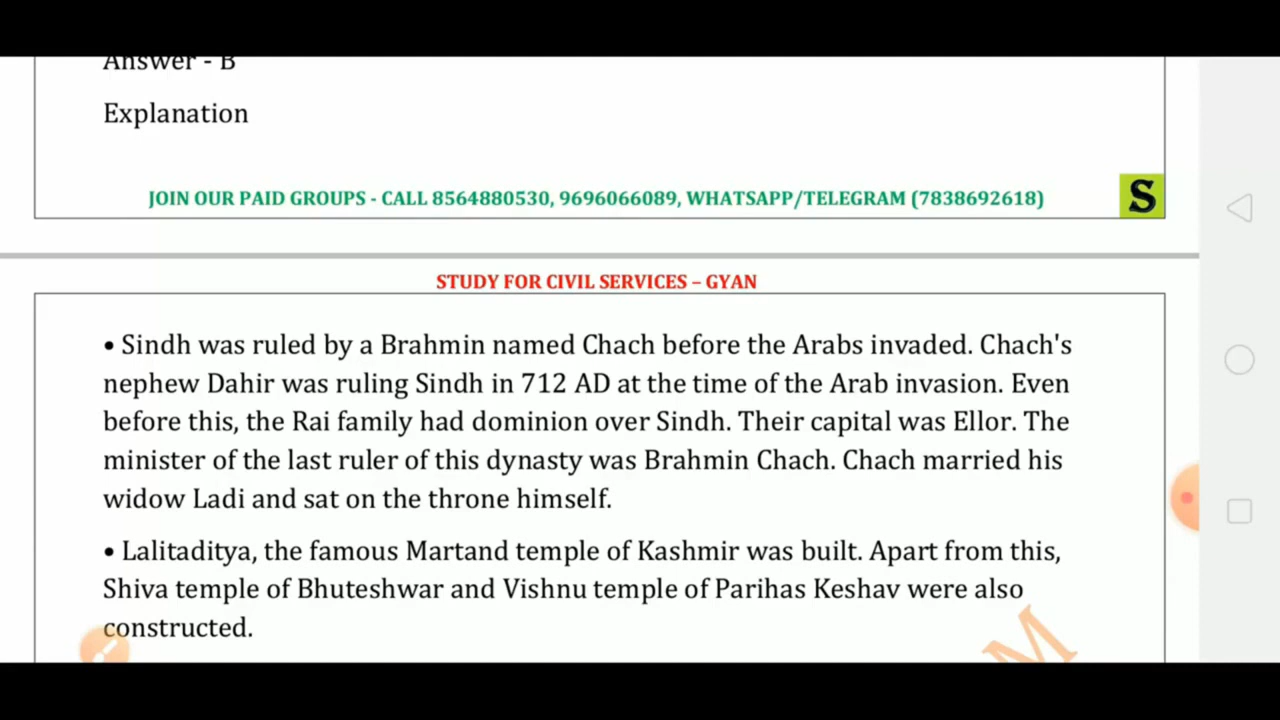 Answer - B
Explanation
JOIN OUR PAID GROUPS - CALL 8564880530, 9696066089, WHATSAPP/TELEGRAM (7838692618)
S
STUDY FOR CIVIL SERVICES – GYAN
• Sindh was ruled by a Brahmin named Chach before the Arabs invaded. Chach's
nephew Dahir was ruling Sindh in 712 AD at the time of the Arab invasion. Even
before this, the Rai family had dominion over Sindh. Their capital was Ellor. The
minister of the last ruler of this dynasty was Brahmin Chach. Chach married his
widow Ladi and sat on the throne himself.
• Lalitaditya, the famous Martand temple of Kashmir was built. Apart from this,
Shiva temple of Bhuteshwar and Vishnu temple of Parihas Keshav were also
constructed.
M